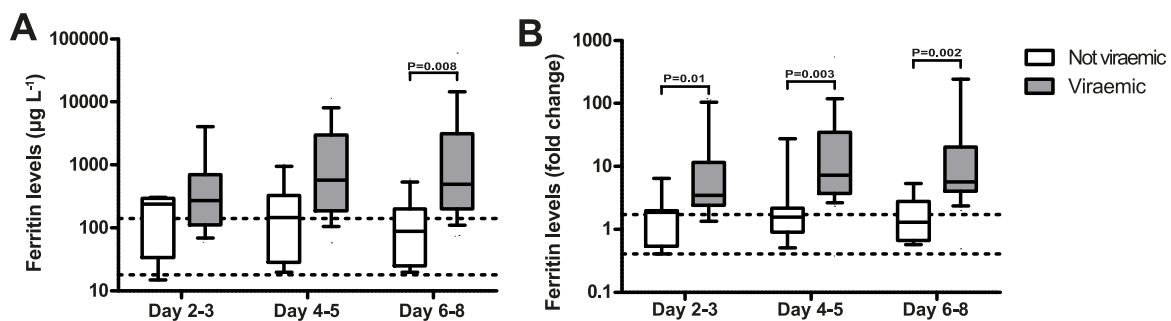 A
Ferritin levels (µg L⁻¹)
100000
10000
1000
100
10
P=0.008
Day 2-3
Day 4-5
Day 6-8
B
Ferrritin levels (fold change)
1000
100
10
1
0.1
P=0.01
P=0.003
P=0.002
Day 2-3
Day 4-5
Day 6-8
Not viraemic
Viraemic